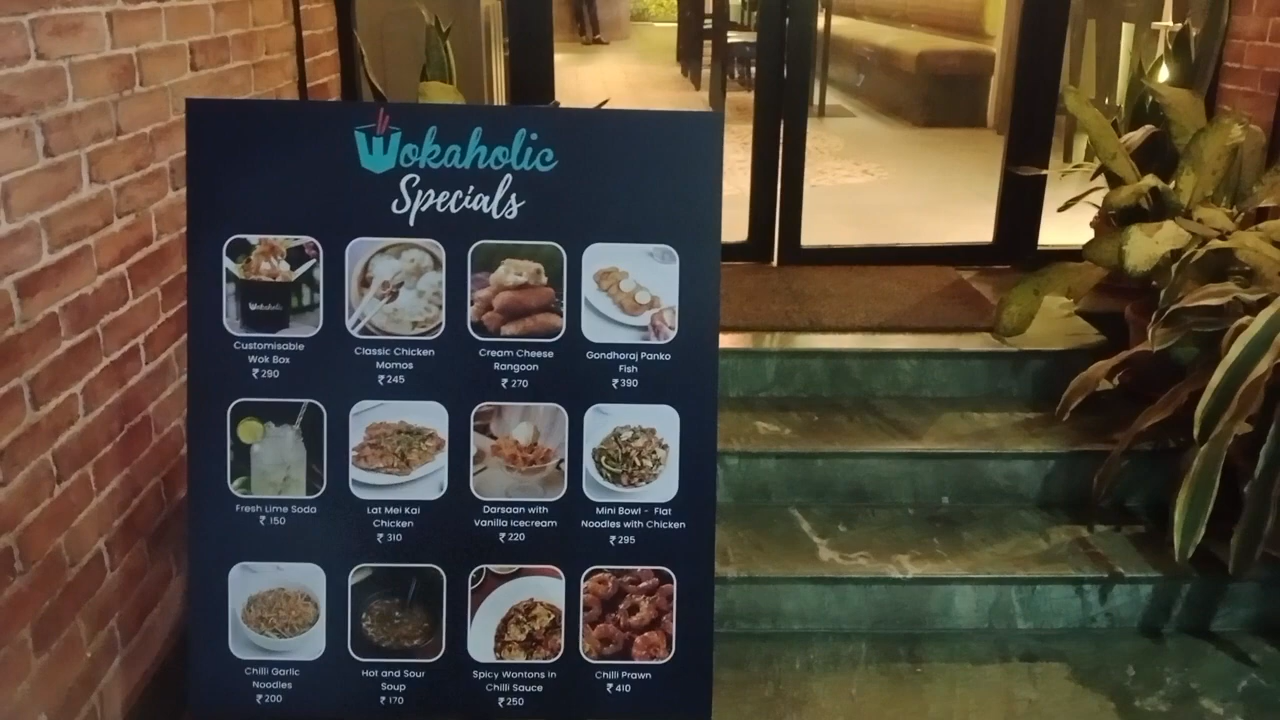 Wokaholic
Specials
Wokaholic
Customisable
Wok Box
₹290
Classic Chicken
Momos
₹245
Cream Cheese
Rangoon
₹270
Gondhoraj Panko
Fish
₹390
Fresh Lime Soda
₹150
Lat Mei Kai
Chicken
₹310
Darsaan with
Vanilla Icecream
₹220
Mini Bowl - Flat
Noodles with Chicken
₹295
Chilli Garlic
Noodles
₹200
Hot and Sour
Soup
₹170
Spicy Wontons in
Chilli Sauce
₹250
Chilli Prawn
₹410